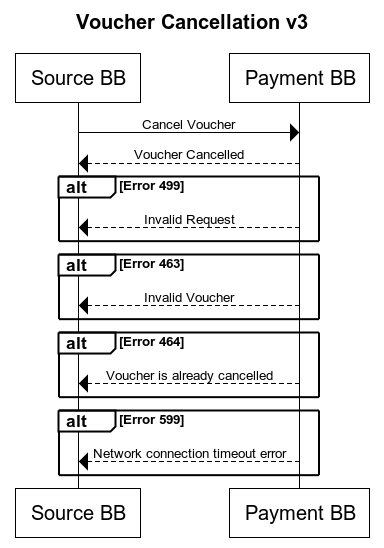 Voucher Cancellation v3
Source BB
Payment BB
Cancel Voucher
Voucher Cancelled
alt [Error 499]
Invalid Request
alt [Error 463]
Invalid Voucher
alt [Error 464]
Voucher is already cancelled
alt [Error 599]
Network connection timeout error
Source BB
Payment BB